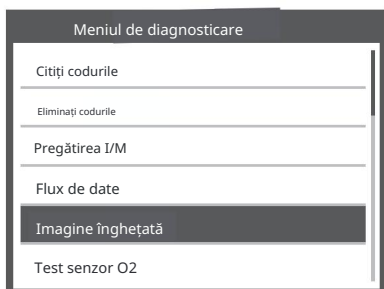 Meniul de diagnosticare
Citiți codurile
Eliminați codurile
Pregătirea I/M
Flux de date
Imagine înghețată
Test senzor O2